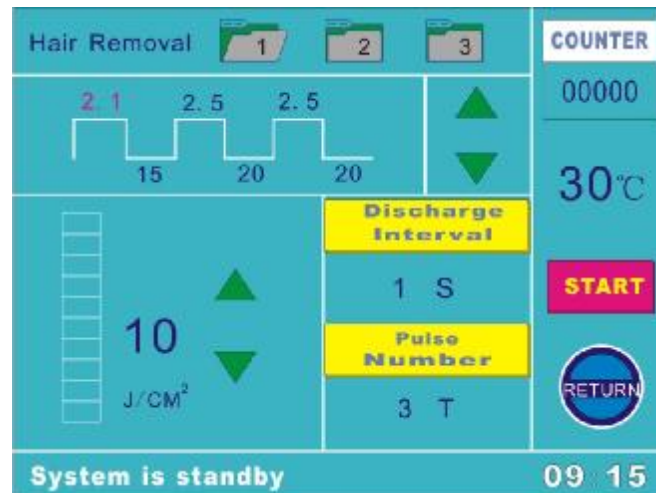 Hair Removal 1 2 3
COUNTER
00000
2.1 2.5 2.5
15 20 20
30℃
Discharge
Interval
1 S
START
10
J/CM²
Pulse
Number
3 T
RETURN
System is standby
09 15